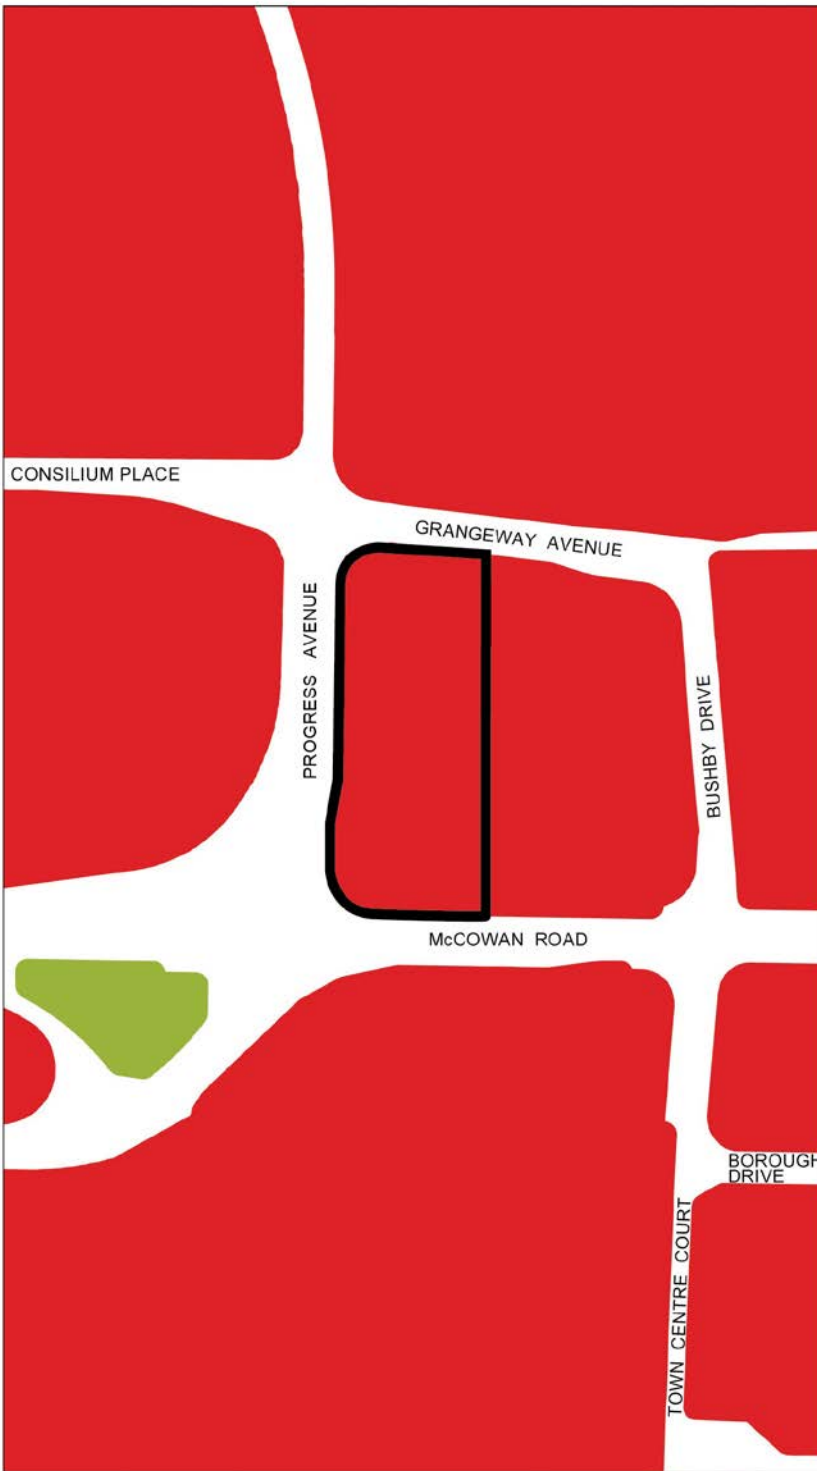 CONSILIUM PLACE
GRANGEWAY AVENUE
PROGRESS AVENUE
BUSHBY DRIVE
McCOWAN ROAD
BOROUGH
DRIVE
TOWN CENTRE COURT